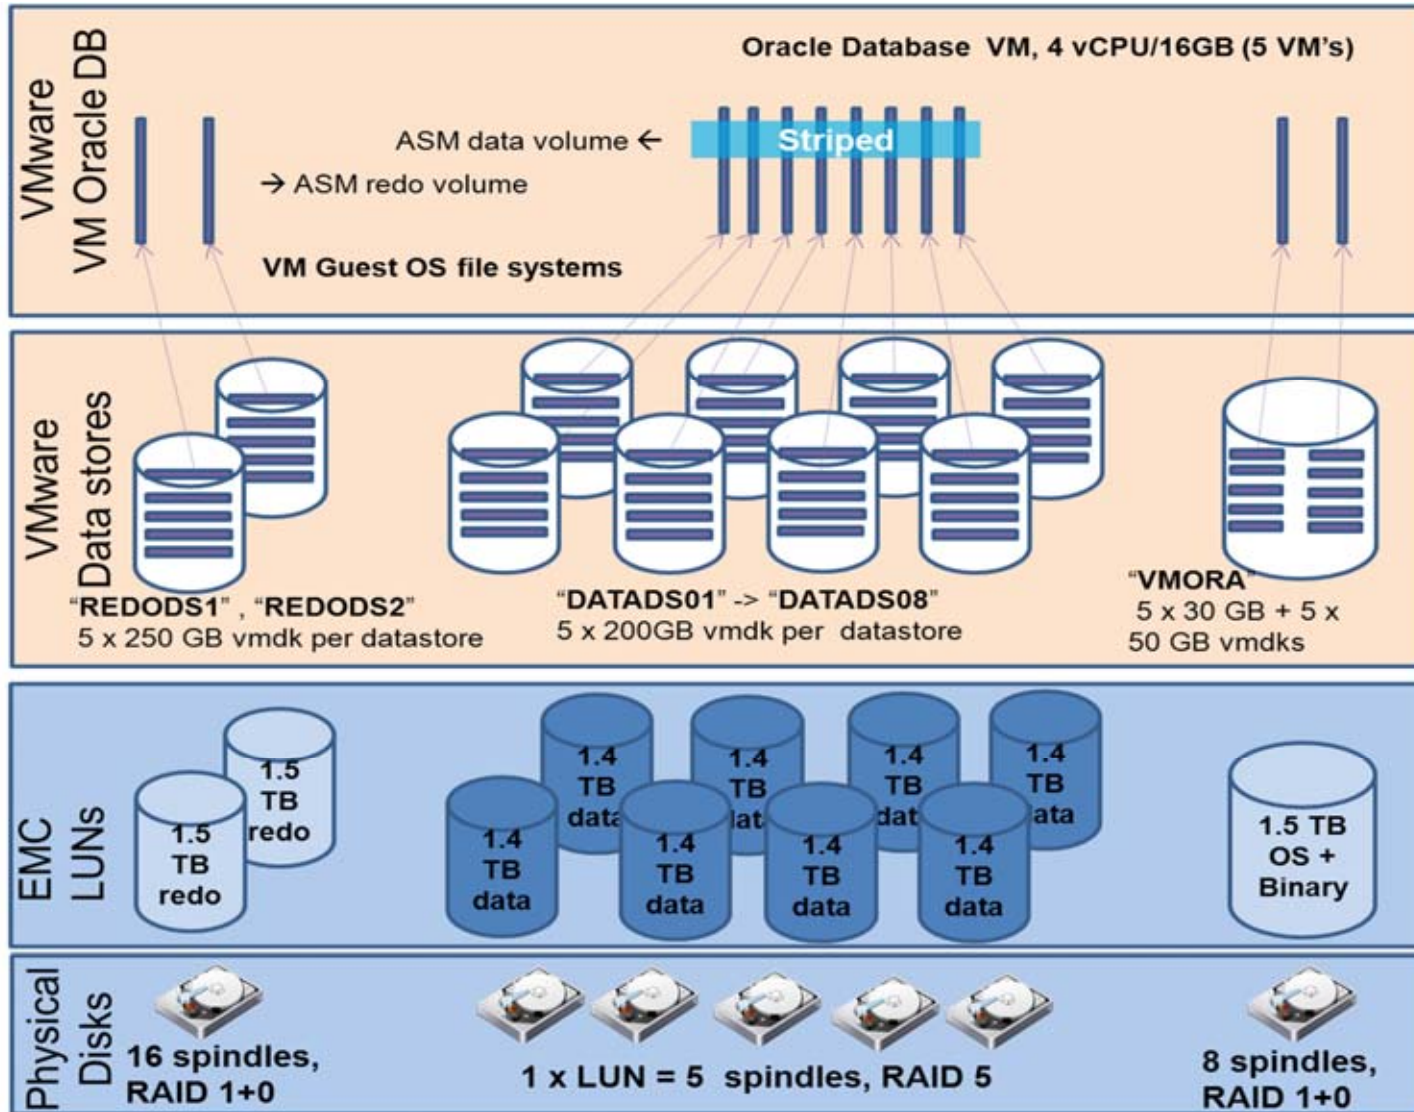 VMware
VM Oracle DB
Oracle Database VM, 4 vCPU/16GB (5 VM's)
ASM data volume ←
Striped
→ ASM redo volume
VM Guest OS file systems
VMware
Data stores
“REDODS1” , “REDODS2”
5 x 250 GB vmdk per datastore
“DATADS01” -> “DATADS08”
5 x 200GB vmdk per datastore
“VMORA”
5 x 30 GB + 5 x
50 GB vmdks
EMC
LUNs
1.5
TB
redo
1.5
TB
redo
1.4
TB
data
1.4
TB
data
1.4
TB
data
1.4
TB
data
1.4
TB
data
1.4
TB
data
1.4
TB
data
1.4
TB
data
1.5 TB
OS +
Binary
Physical
Disks
16 spindles,
RAID 1+0
1 x LUN = 5 spindles, RAID 5
8 spindles,
RAID 1+0